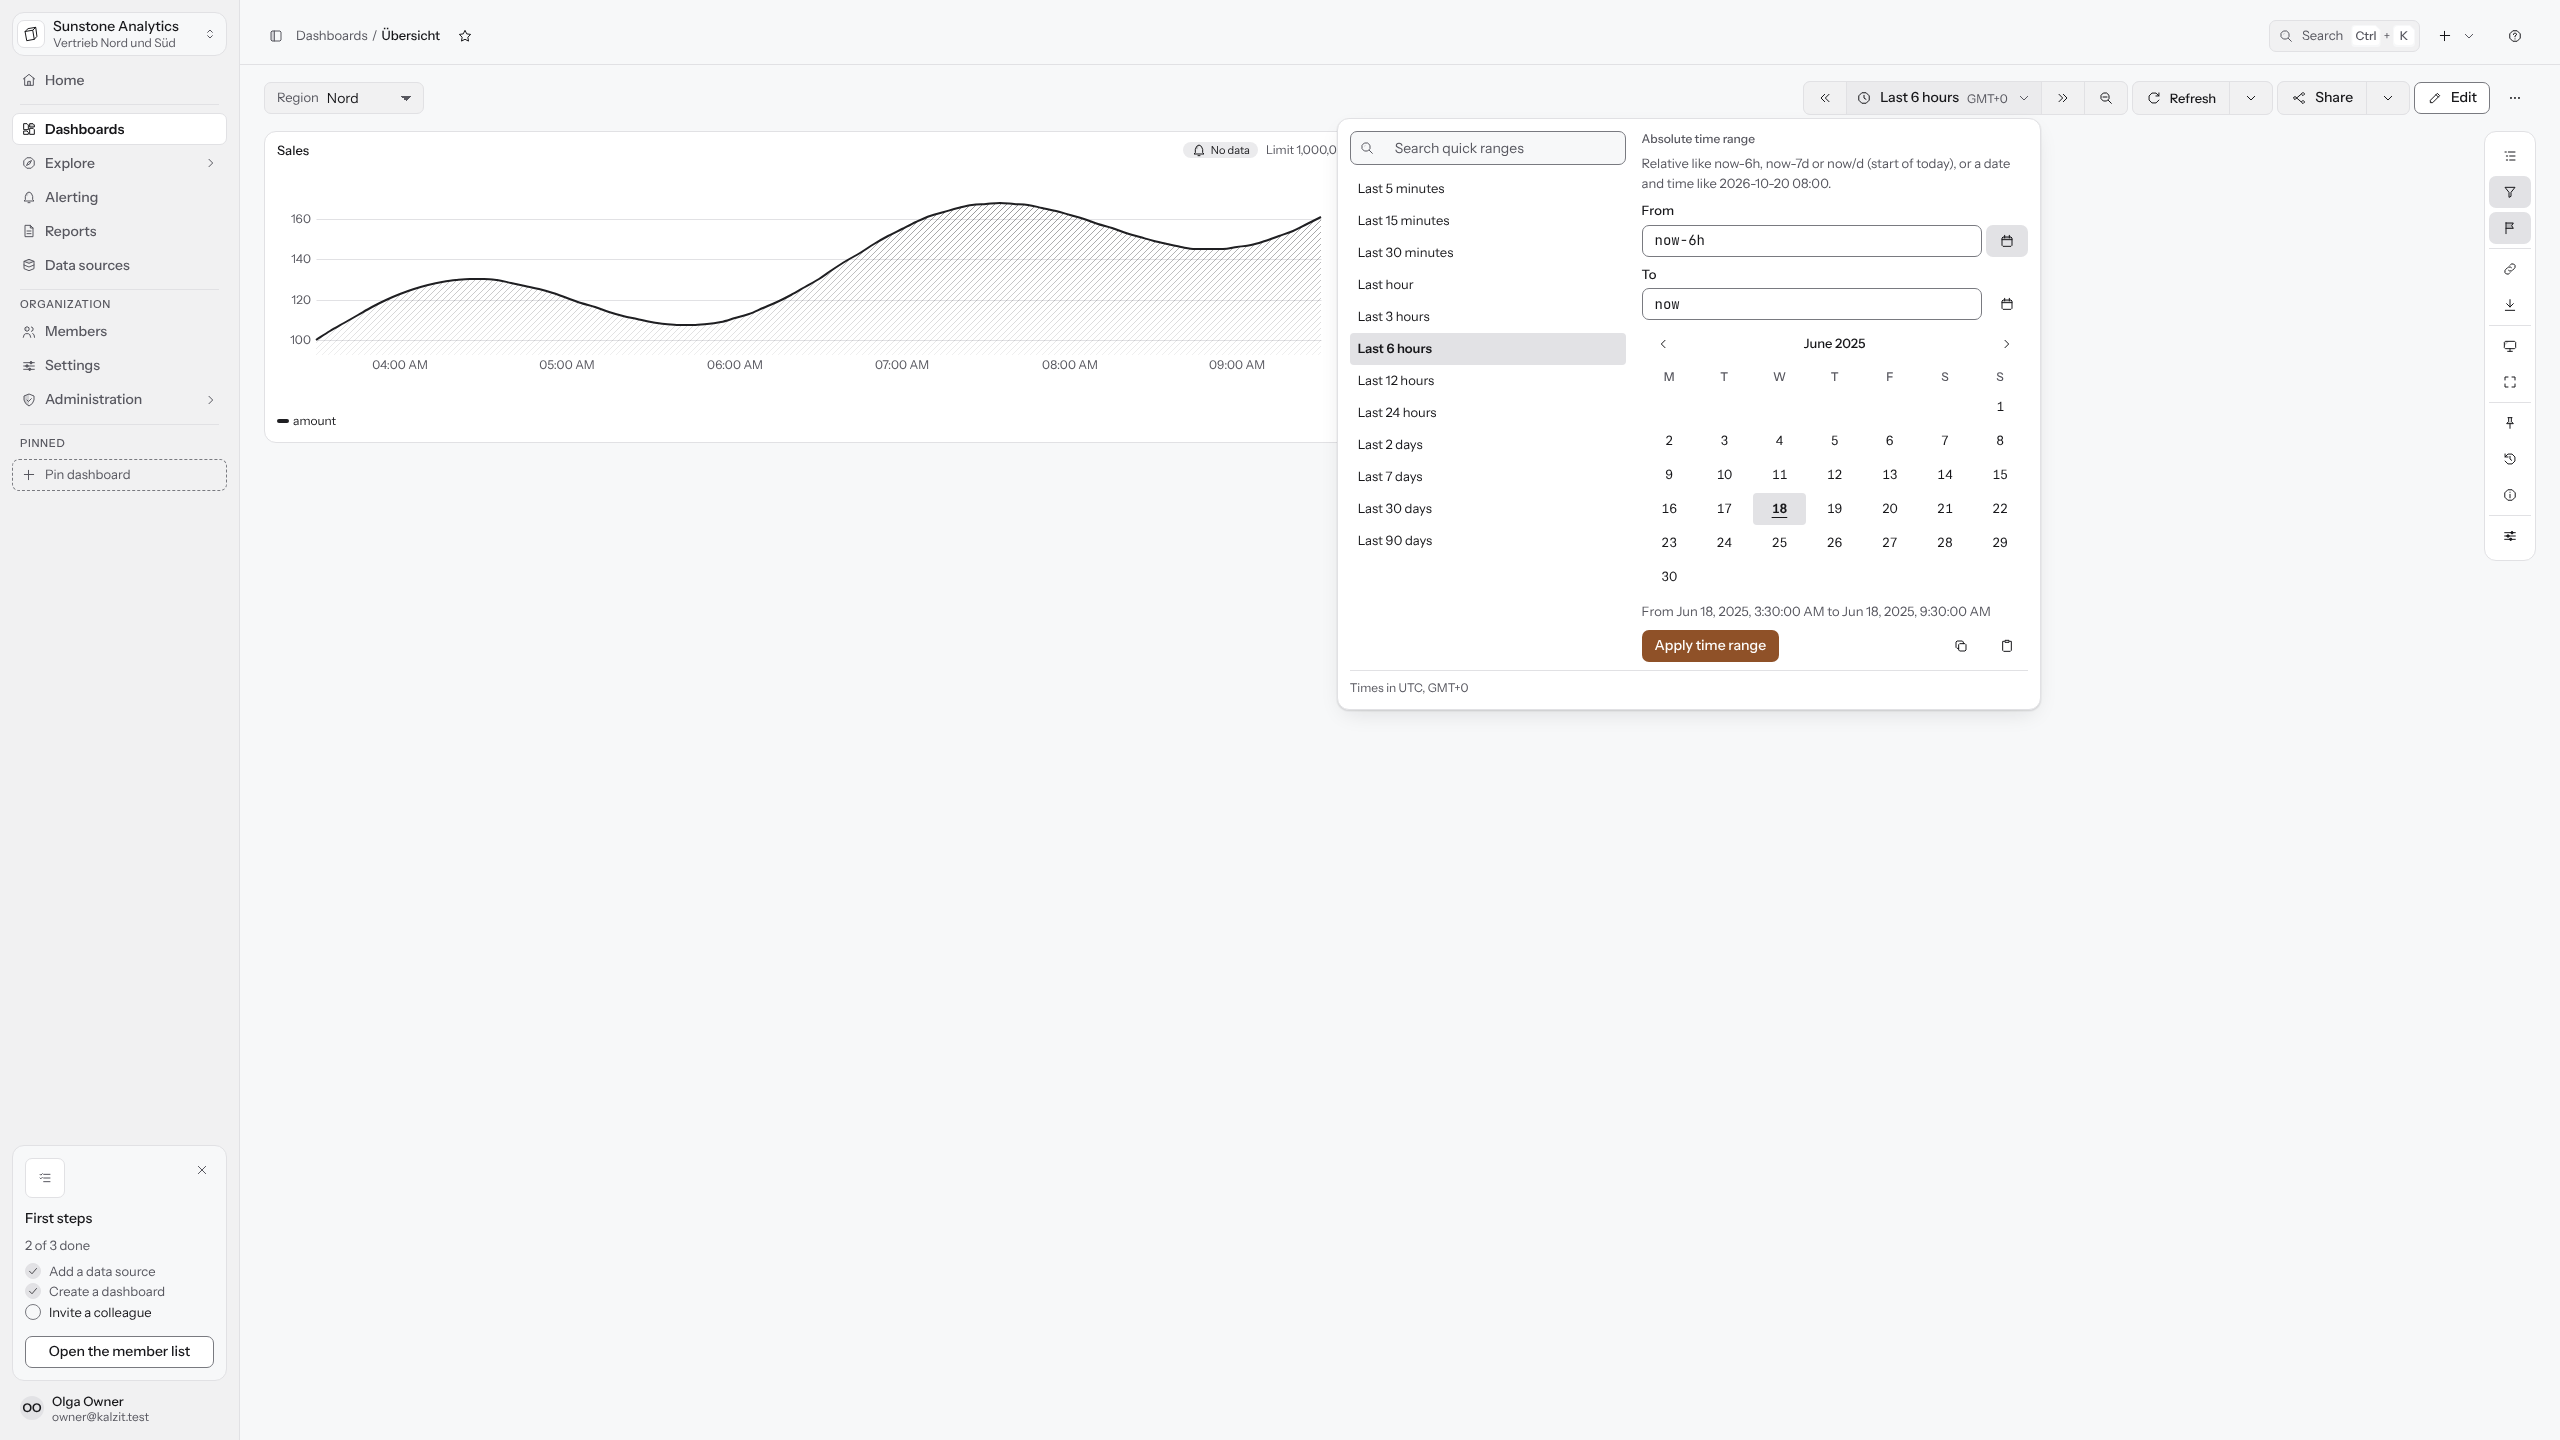 Sunstone Analytics
Vertrieb Nord und Süd
Home
Dashboards
Explore
Alerting
Reports
Data sources
ORGANIZATION
Members
Settings
Administration
PINNED
Pin dashboard
First steps
2 of 3 done
Add a data source
Create a dashboard
Invite a colleague
Open the member list
OO
Olga Owner
owner@kalzit.test
Dashboards / Übersicht
Search Ctrl + K
Region Nord
Last 6 hours GMT+0
Refresh
Share
Edit
Sales
No data
Limit 1,000,0
160
140
120
100
04:00 AM 05:00 AM 06:00 AM 07:00 AM 08:00 AM 09:00 AM
amount
Search quick ranges
Last 5 minutes
Last 15 minutes
Last 30 minutes
Last hour
Last 3 hours
Last 6 hours
Last 12 hours
Last 24 hours
Last 2 days
Last 7 days
Last 30 days
Last 90 days
Absolute time range
Relative like now-6h, now-7d or now/d (start of today), or a date
and time like 2026-10-20 08:00.
From
now-6h
To
now
June 2025
M T W T F S S
1
2 3 4 5 6 7 8
9 10 11 12 13 14 15
16 17 18 19 20 21 22
23 24 25 26 27 28 29
30
From Jun 18, 2025, 3:30:00 AM to Jun 18, 2025, 9:30:00 AM
Apply time range
Times in UTC, GMT+0